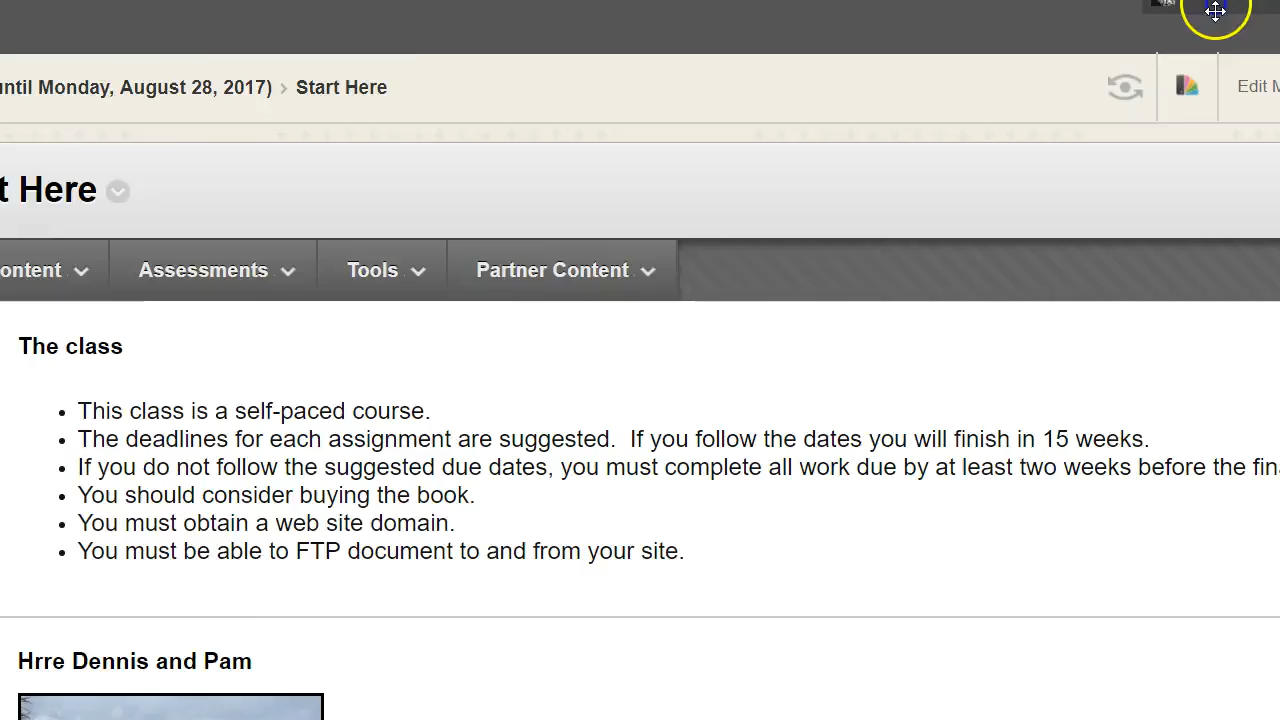 until Monday, August 28, 2017) Start Here
Edit
Here
Assessments Tools Partner Content
The class
This class is a self-paced course.
The deadlines for each assignment are suggested. If you follow the dates you will finish in 15 weeks.
If you do not follow the suggested due dates, you must complete all work due by at least two weeks before the
You should consider buying the book.
You must obtain a web site domain.
You must be able to FTP document to and from your site.
Hrre Dennis and Pam